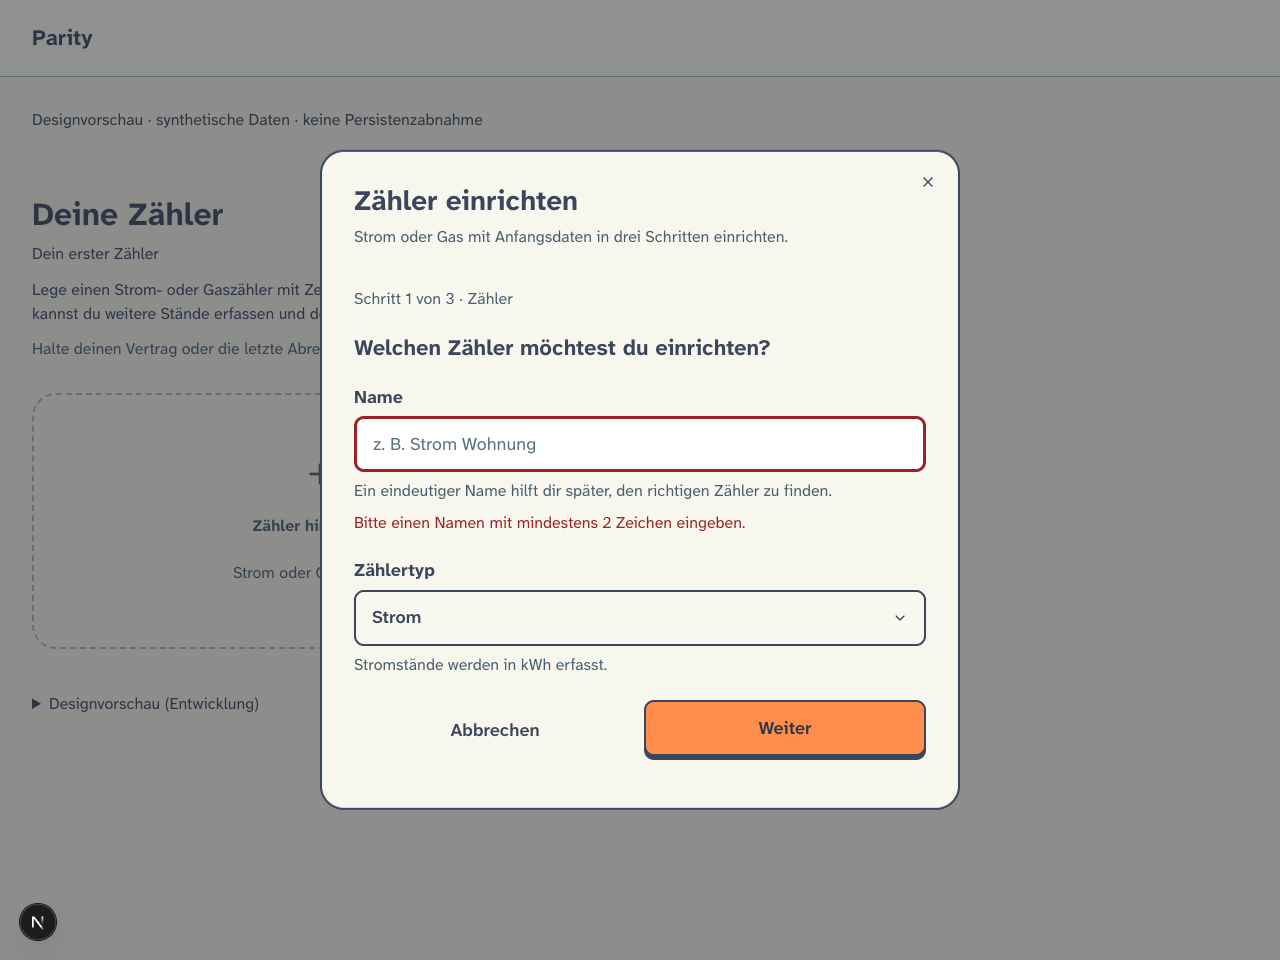 Parity
Designvorschau · synthetische Daten · keine Persistenzabnahme
Deine Zähler
Dein erster Zähler
Lege einen Strom- oder Gaszähler mit
kannst du weitere Stände erfassen und
Halte deinen Vertrag oder die letzte
Zähler
Strom oder
Designvorschau (Entwicklung)
Zähler einrichten
Strom oder Gas mit Anfangsdaten in drei Schritten einrichten.
Schritt 1 von 3 · Zähler
Welchen Zähler möchtest du einrichten?
Name
z. B. Strom Wohnung
Ein eindeutiger Name hilft dir später, den richtigen Zähler zu finden.
Bitte einen Namen mit mindestens 2 Zeichen eingeben.
Zählertyp
Strom
Stromstände werden in kWh erfasst.
Abbrechen
Weiter
N